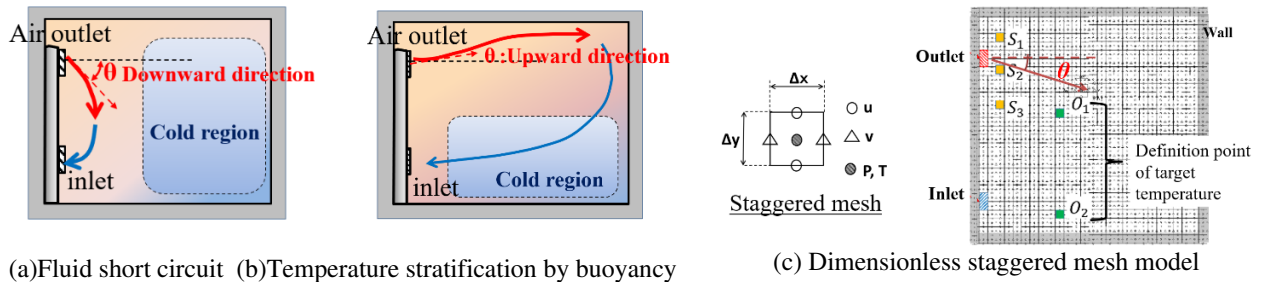 Air outlet
θ Downward direction
Cold region
inlet
(a)Fluid short circuit
Air outlet
θ :Upward direction
Cold region
inlet
(b)Temperature stratification by buoyancy
Δx
Δy
u
v
P, T
Staggered mesh
Wall
Outlet
S1
S2
S3
θ
O1
Definition point
of target
temperature
Inlet
O2
(c) Dimensionless staggered mesh model